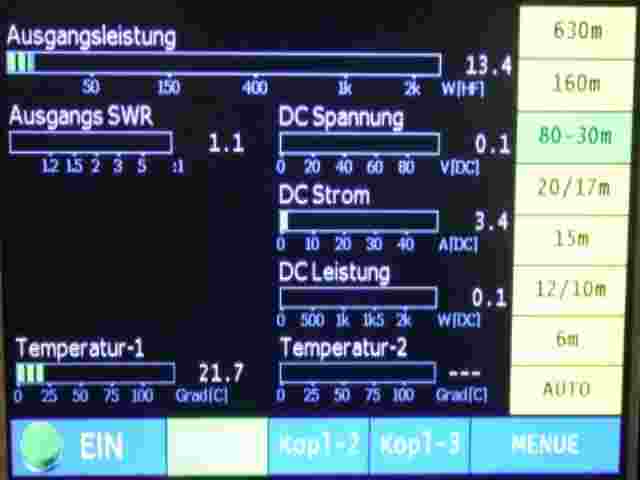 Ausgangsleistung
13.4
50 150 400 1k 2k W[HF]
Ausgangs SWR
1.1
1.2 1.5 2 3 5 :1
DC Spannung
0.1
0 20 40 60 80 V[DC]
DC Strom
3.4
0 10 20 30 40 A[DC]
DC Leistung
0.1
0 500 1k 1k5 2k W[DC]
Temperatur-1
21.7
0 25 50 75 100 Grad[C]
Temperatur-2
---
0 25 50 75 100 Grad[C]
630m
160m
80-30m
20/17m
15m
12/10m
6m
AUTO
EIN
Kopl-2
Kopl-3
MENUE